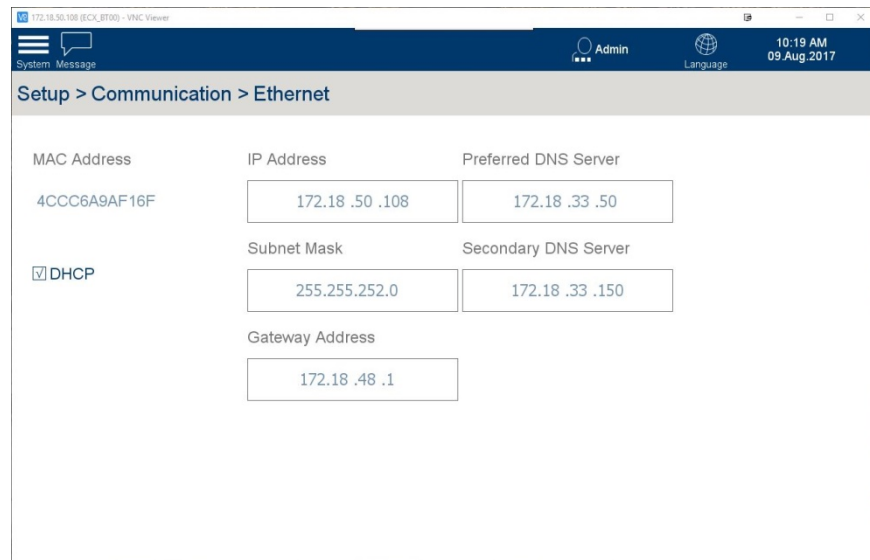 172.18.50.108 (ECX_BT00) - VNC Viewer
System Message
Admin
Language
10:19 AM
09.Aug.2017
Setup > Communication > Ethernet
MAC Address
4CCC6A9AF16F
DHCP
IP Address
172.18 .50 .108
Subnet Mask
255.255.252.0
Gateway Address
172.18 .48 .1
Preferred DNS Server
172.18 .33 .50
Secondary DNS Server
172.18 .33 .150